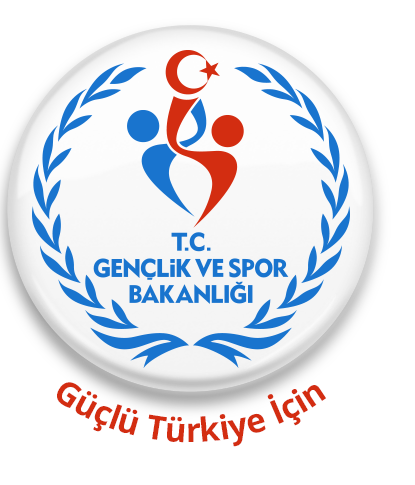 T.C.
GENÇLİK VE SPOR
BAKANLIĞI
Güçlü Türkiye İçin